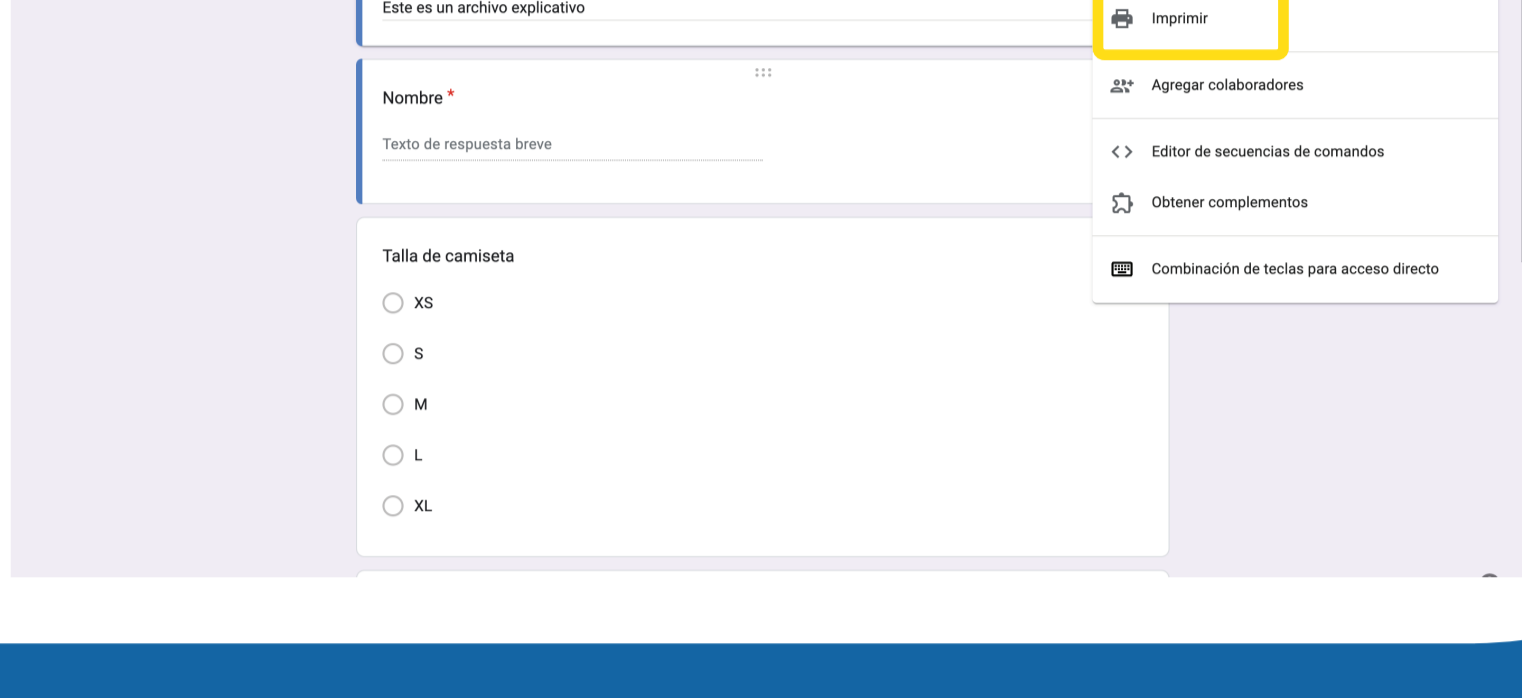 Este es un archivo explicativo
Imprimir
Agregar colaboradores
Nombre *
Texto de respuesta breve
Editor de secuencias de comandos
Obtener complementos
Talla de camiseta
Combinación de teclas para acceso directo
XS
S
M
L
XL